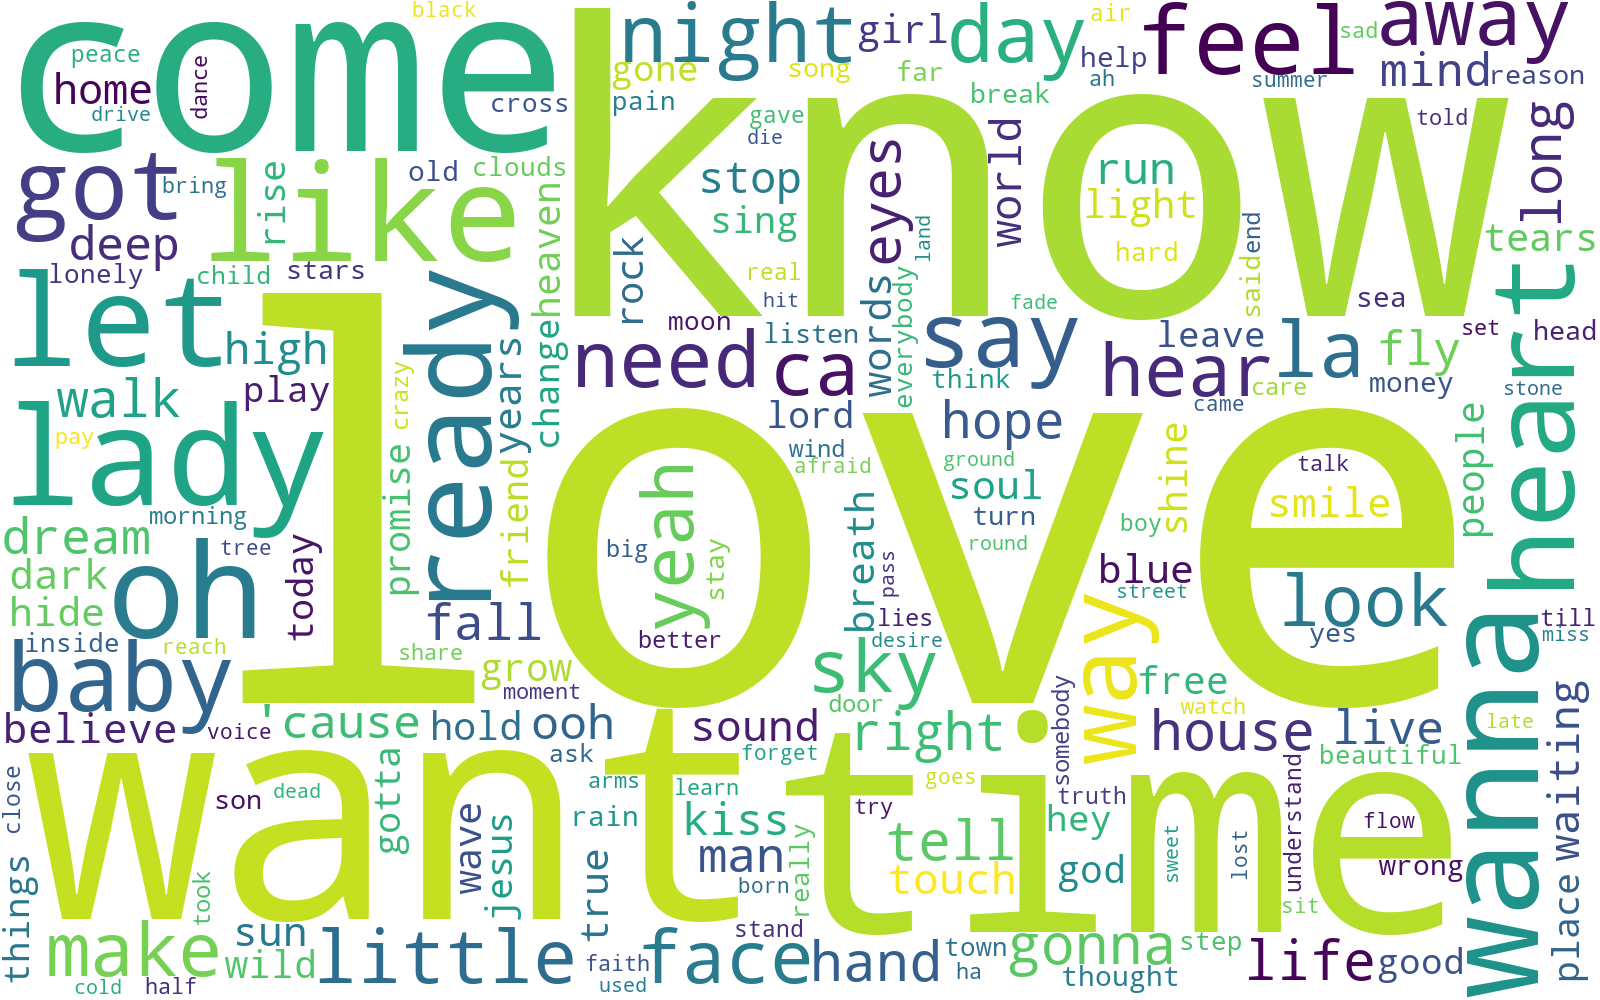 come
know
love
want
time
black
peace
home
drive
dance
cross
night
girl
day
feel
away
air
sad
gone
song
far
help
mind
reason
pain
ah
summer
break
gave
die
told
got
bring
like
rise
old
clouds
heaven
stop
sing
eyes
world
run
light
hard
long
tears
deep
lonely
child
stars
rock
real
hit
land
said
end
let
high
ready
years
change
moon
listen
words
everybody
fade
say
sea
leave
la
fly
set
head
heart
walk
play
crazy
need
ca
think
hear
care
came
money
stone
lady
pay
promise
friend
lord
wind
afraid
hope
ground
soul
turn
round
shine
boy
talk
smile
people
dream
morning
tree
dark
hide
oh
today
big
yeah
stay
better
breath
pass
lies
desire
blue
street
look
yes
till
miss
wanna
inside
reach
baby
fall
share
grow
moment
sky
door
way
free
watch
somebody
believe
voice
'cause
hold
ooh
ask
sound
forget
right
house
live
late
beautiful
waiting
place
close
son
dead
gotta
arms
learn
goes
try
truth
understand
things
took
wave
jesus
rain
kiss
man
born
true
really
tell
touch
hey
god
sweet
lost
flow
wrong
sit
make
cold
half
sun
wild
little
faith
used
face
stand
hand
town
ha
gonna
thought
step
life
good